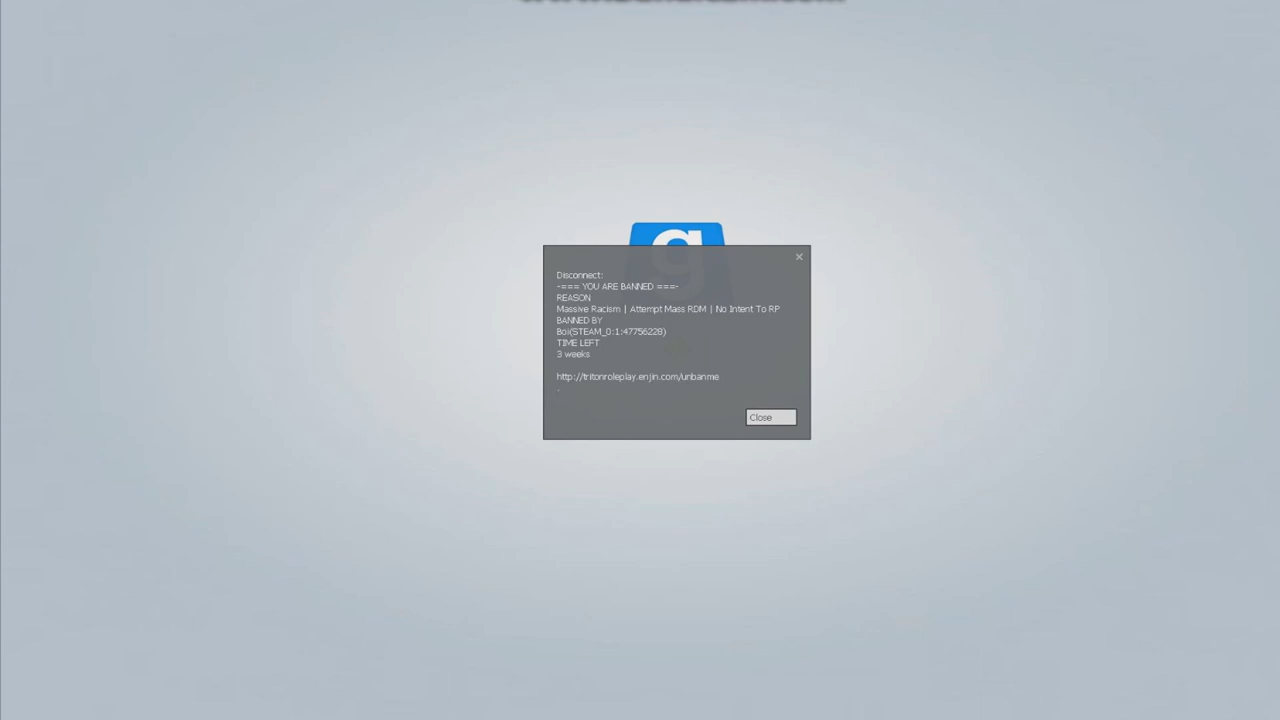 g
Disconnect:
-=== YOU ARE BANNED ===-
REASON
Massive Racism | Attempt Mass RDM | No Intent To RP
BANNED BY
Boi(STEAM_0:1:47756228)
TIME LEFT
3 weeks
http://tritonroleplay.enjin.com/unbanme
.
Close